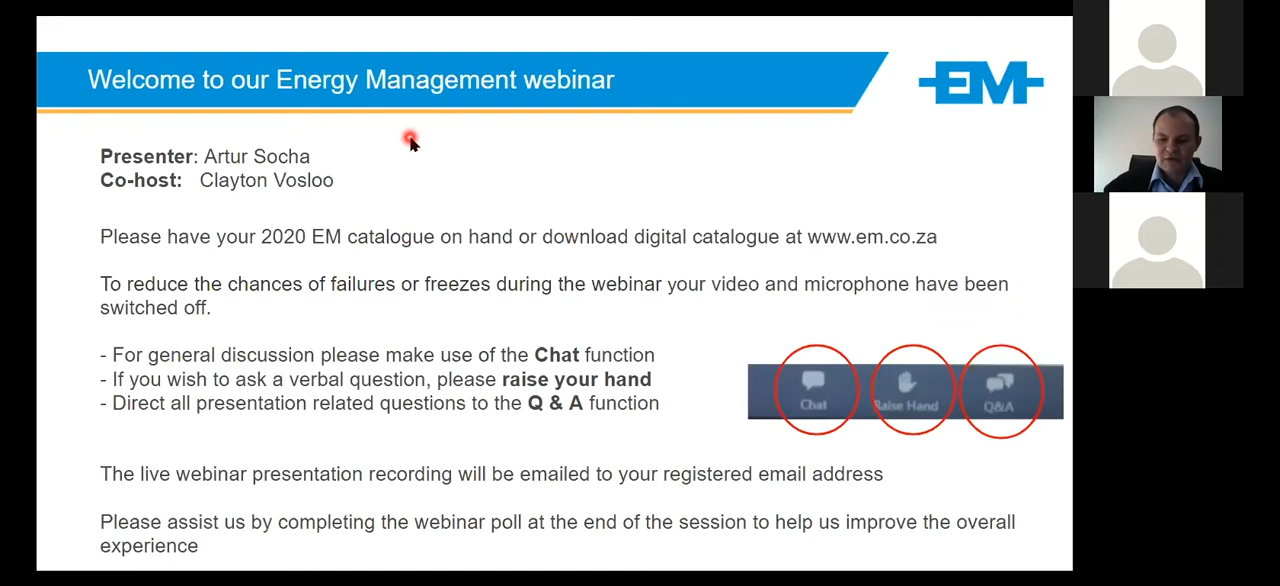 Welcome to our Energy Management webinar
EM
Presenter: Artur Socha
Co-host: Clayton Vosloo
Please have your 2020 EM catalogue on hand or download digital catalogue at www.em.co.za
To reduce the chances of failures or freezes during the webinar your video and microphone have been
switched off.
- For general discussion please make use of the Chat function
- If you wish to ask a verbal question, please raise your hand
- Direct all presentation related questions to the Q & A function
Chat
Raise Hand
Q&A
The live webinar presentation recording will be emailed to your registered email address
Please assist us by completing the webinar poll at the end of the session to help us improve the overall
experience